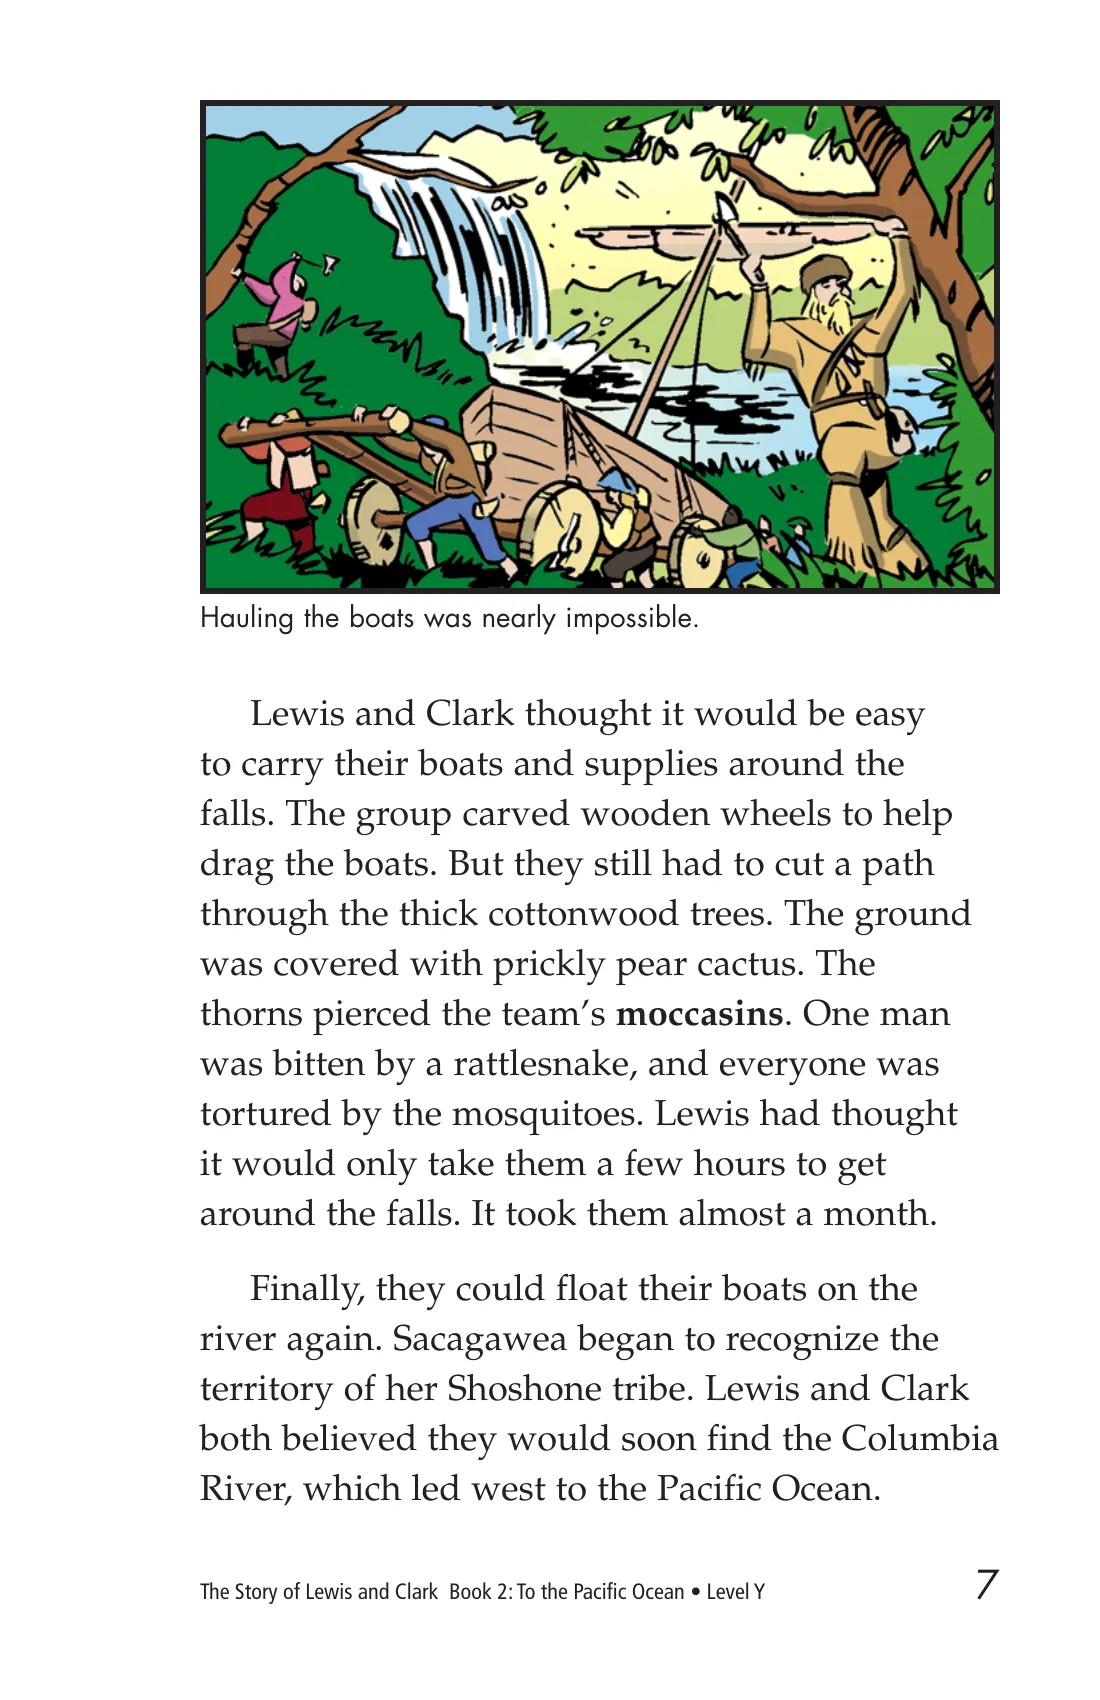 Hauling the boats was nearly impossible.
Lewis and Clark thought it would be easy
to carry their boats and supplies around the
falls. The group carved wooden wheels to help
drag the boats. But they still had to cut a path
through the thick cottonwood trees. The ground
was covered with prickly pear cactus. The
thorns pierced the team’s moccasins. One man
was bitten by a rattlesnake, and everyone was
tortured by the mosquitoes. Lewis had thought
it would only take them a few hours to get
around the falls. It took them almost a month.
Finally, they could float their boats on the
river again. Sacagawea began to recognize the
territory of her Shoshone tribe. Lewis and Clark
both believed they would soon find the Columbia
River, which led west to the Pacific Ocean.
The Story of Lewis and Clark Book 2: To the Pacific Ocean • Level Y 7